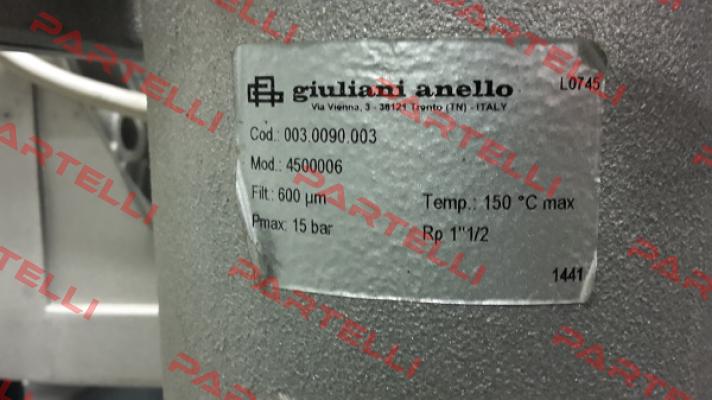 giuliani anello
L0745
Via Vienna, 3 - 38121 Trento (TN) - ITALY
Cod.: 003.0090.003
Mod.: 4500006
Filt.: 600 µm
Temp.: 150 °C max
Pmax: 15 bar
Rp 1"1/2
1441
PARTELLI
PARTELLI
PARTELLI
PARTELLI
PARTELLI
PARTELLI
PARTELLI
PARTELLI
PARTELLI